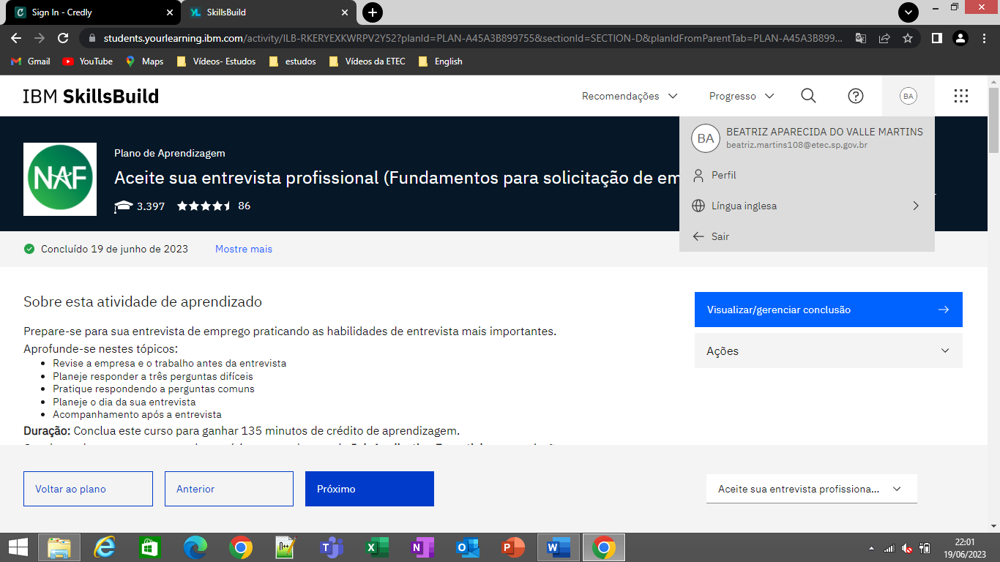 Sign In - Credly
SkillsBuild
students.yourlearning.ibm.com/activity/ILB-RKERYEXKWRPV2Y52?planId=PLAN-A45A3B899755&sectionId=SECTION-D&planIdFromParentTab=PLAN-A45A3B899...
Gmail YouTube Maps Vídeos- Estudos estudos Vídeos da ETEC English
IBM SkillsBuild
Recomendações Progresso BA
BA BEATRIZ APARECIDA DO VALLE MARTINS
beatriz.martins108@etec.sp.gov.br
Perfil
Língua inglesa
Sair
NAF
Plano de Aprendizagem
Aceite sua entrevista profissional (Fundamentos para solicitação de em
3.397 86
Concluído 19 de junho de 2023 Mostre mais
Sobre esta atividade de aprendizado
Prepare-se para sua entrevista de emprego praticando as habilidades de entrevista mais importantes.
Aprofunde-se nestes tópicos:
• Revise a empresa e o trabalho antes da entrevista
• Planeje responder a três perguntas difíceis
• Pratique respondendo a perguntas comuns
• Planeje o dia da sua entrevista
• Acompanhamento após a entrevista
Duração: Conclua este curso para ganhar 135 minutos de crédito de aprendizagem.
Visualizar/gerenciar conclusão
Ações
Voltar ao plano
Anterior
Próximo
Aceite sua entrevista profissiona...
22:01
19/06/2023